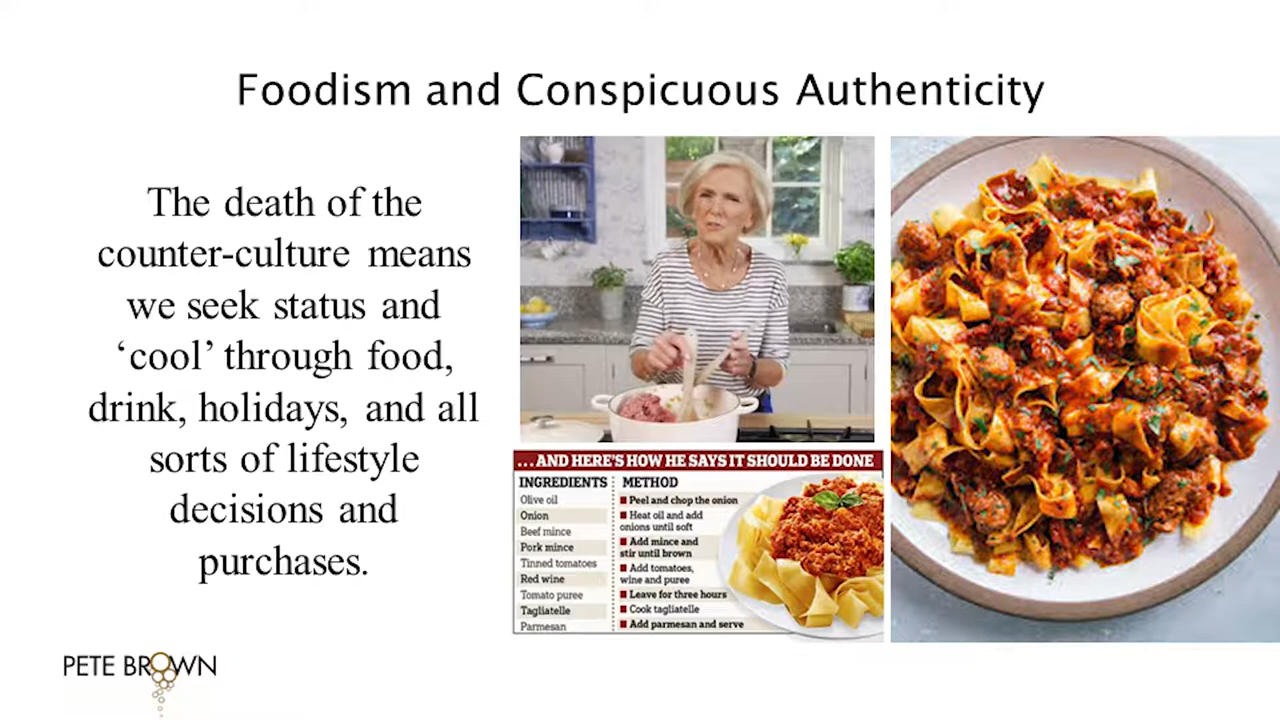 Foodism and Conspicuous Authenticity
The death of the
counter-culture means
we seek status and
‘cool’ through food,
drink, holidays, and all
sorts of lifestyle
decisions and
purchases.
...AND HERE'S HOW HE SAYS IT SHOULD BE DONE
INGREDIENTS
Olive oil
Onion
Beef mince
Pork mince
Tinned tomatoes
Red wine
Tomato puree
Tagliatelle
Parmesan
METHOD
■ Peel and chop the onion
■ Heat oil and add
onions until soft
■ Add mince and
stir until brown
■ Add tomatoes,
wine and puree
■ Leave for three hours
■ Cook tagliatelle
■ Add parmesan and serve
PETE BROWN